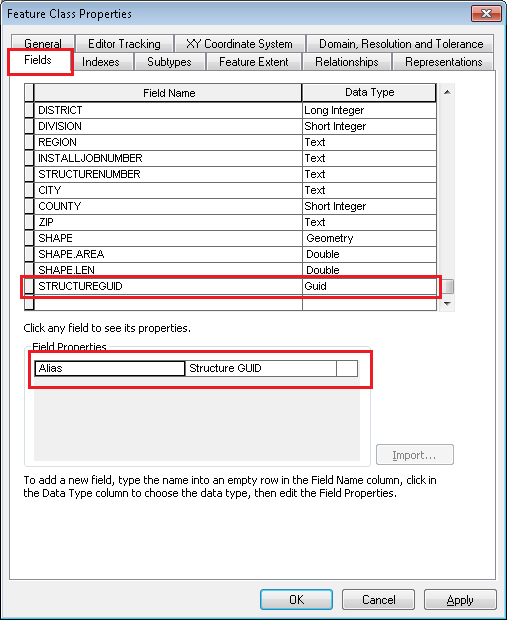 Feature Class Properties
General Editor Tracking XY Coordinate System Domain, Resolution and Tolerance
Fields Indexes Subtypes Feature Extent Relationships Representations
Field Name Data Type
DISTRICT Long Integer
DIVISION Short Integer
REGION Text
INSTALLJOBNUMBER Text
STRUCTURENUMBER Text
CITY Text
COUNTY Short Integer
ZIP Text
SHAPE Geometry
SHAPE.AREA Double
SHAPE.LEN Double
STRUCTUREGUID Guid
Click any field to see its properties.
Field Properties
Alias Structure GUID
Import...
To add a new field, type the name into an empty row in the Field Name column, click in
the Data Type column to choose the data type, then edit the Field Properties.
OK Cancel Apply